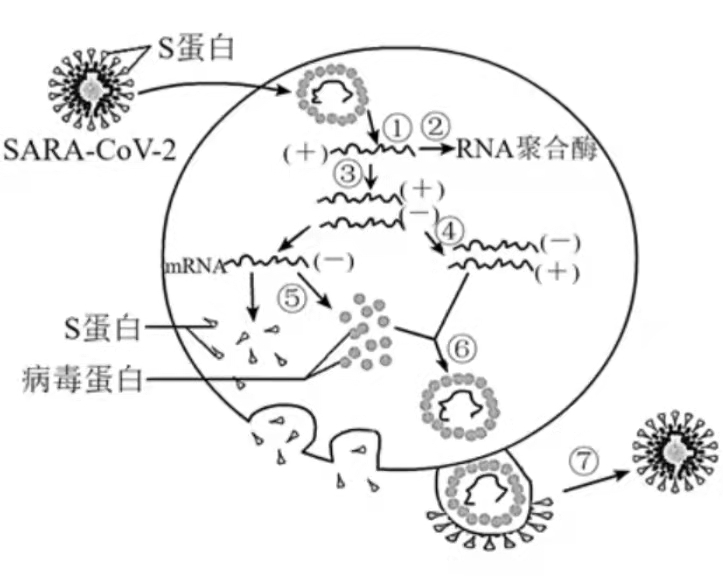 S蛋白
SARA-CoV-2
① ②
(+) RNA聚合酶
③ (+)
(−) ④
(−)
mRNA (−) (+)
⑤
S蛋白
⑥
病毒蛋白
⑦